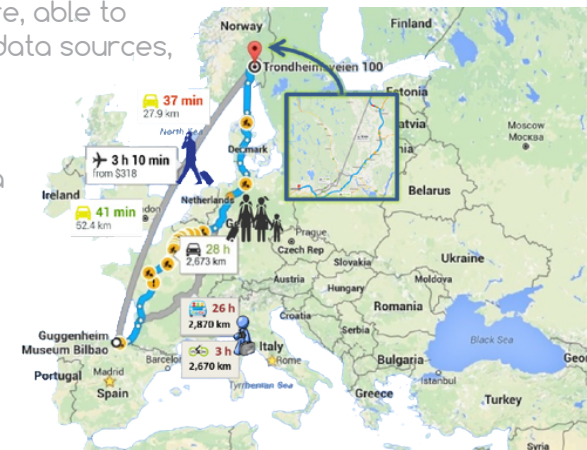 re, able to
data sources,
a
Norway
Finland
Trondheimsveien 100
Estonia
37 min
27.9 km
North Sea
Moscow
Москва
Denmark
3 h 10 min
from $318
Belarus
Ireland
Netherlands
41 min
52.4 km
Prague
28 h
2,673 km
Czech Rep
Ukraine
Slovakia
Austria
Hungary
Moldova
26 h
2,870 km
Croatia
Romania
Serbia
Black Sea
Guggenheim
Museum Bilbao
3 h
2,670 km
Italy
Rome
Bulgaria
Istanbul
Portugal
Madrid
Spain
Tyrrhenian Sea
Greece
Turkey
Syria